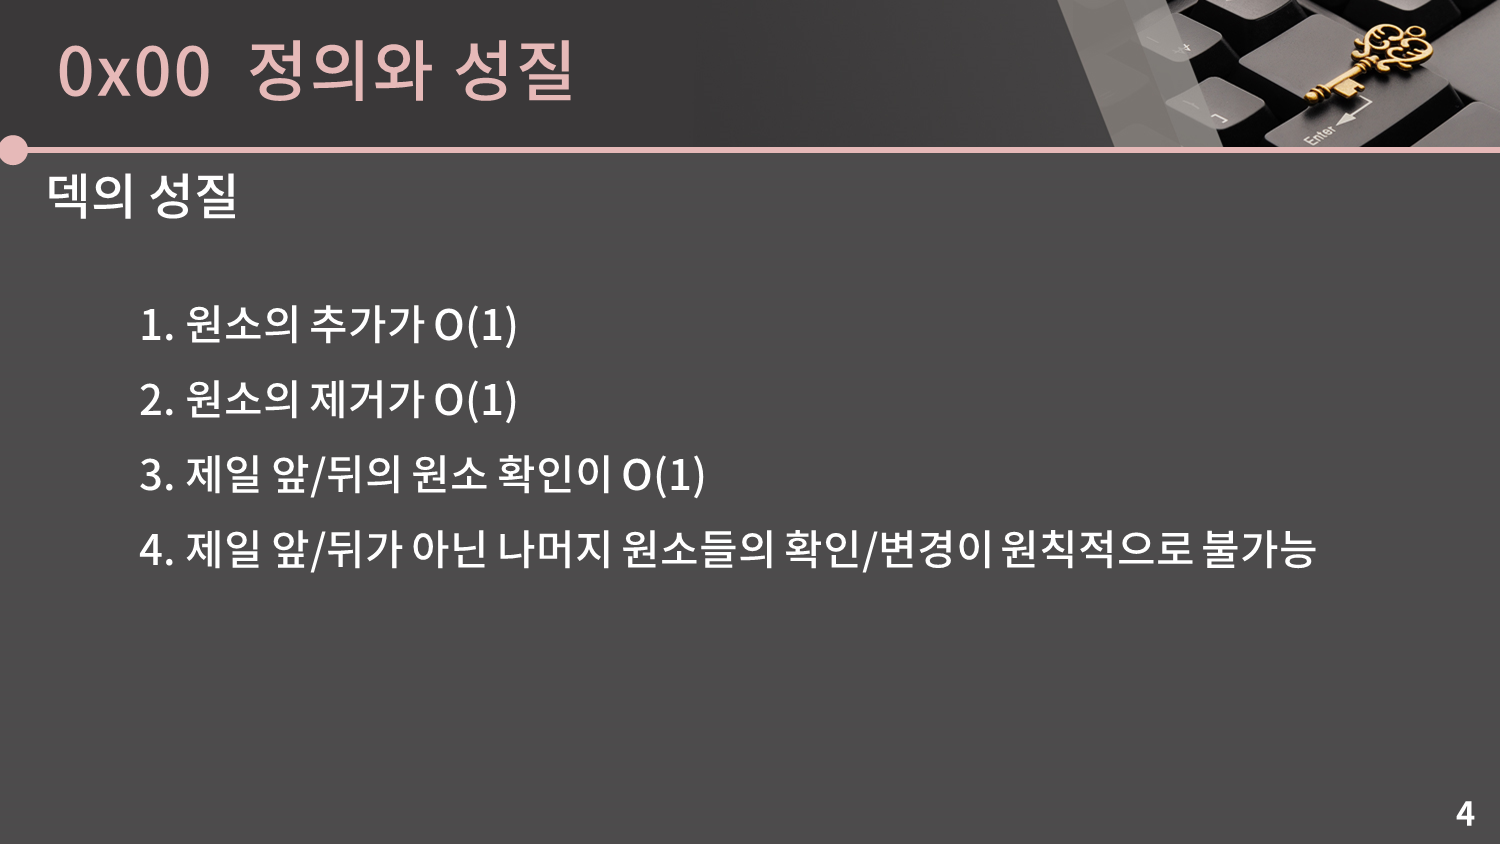 0x00 정의와 성질
Enter
덱의 성질
1. 원소의 추가가 O(1)
2. 원소의 제거가 O(1)
3. 제일 앞/뒤의 원소 확인이 O(1)
4. 제일 앞/뒤가 아닌 나머지 원소들의 확인/변경이 원칙적으로 불가능
4